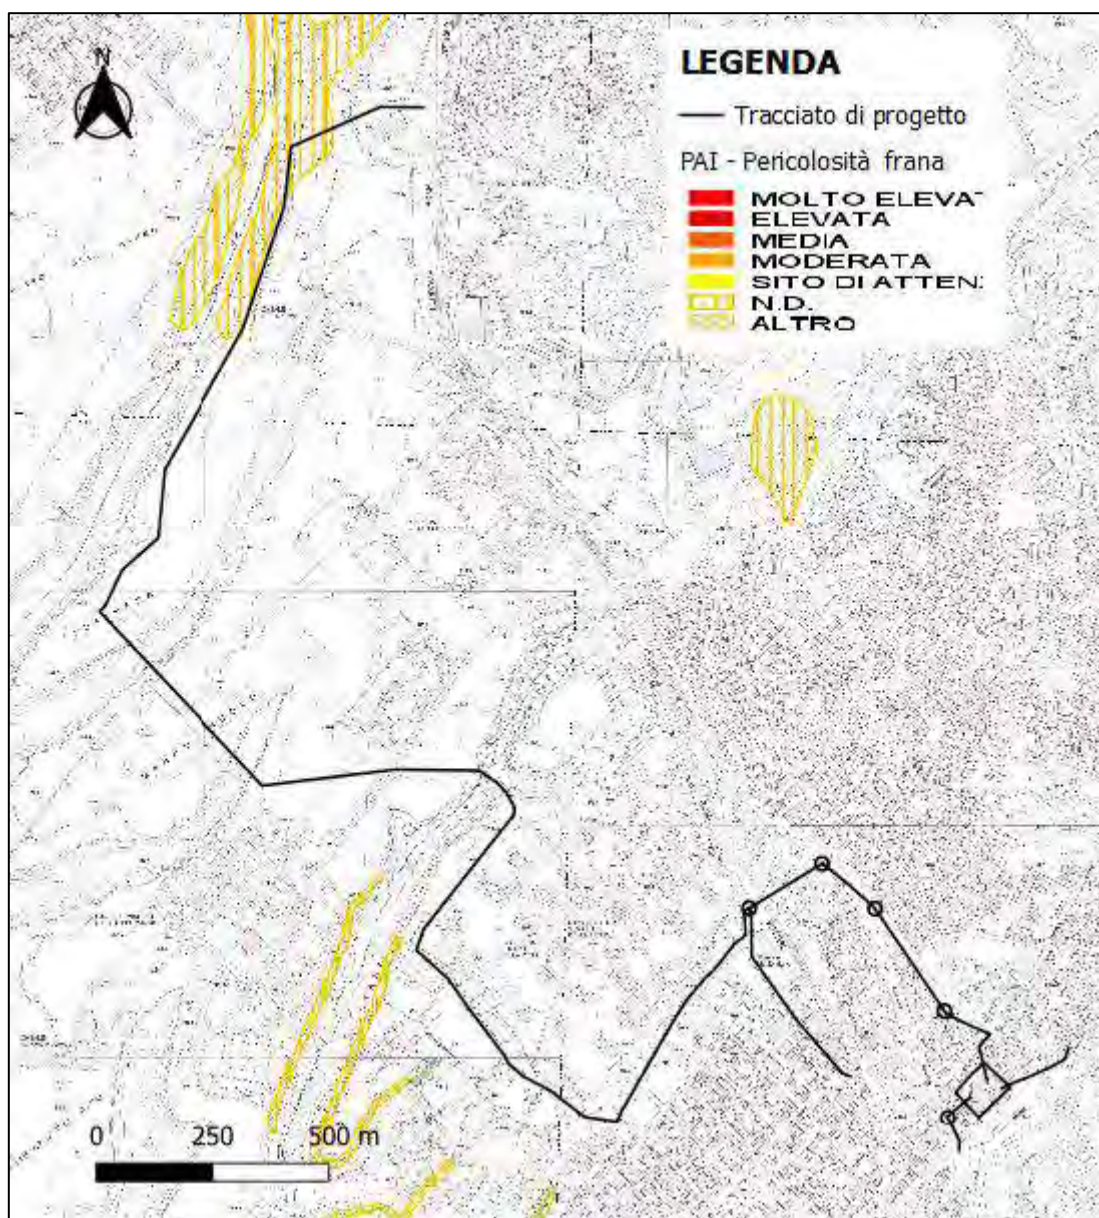 N
LEGENDA
Tracciato di progetto
PAI - Pericolosità frana
MOLTO ELEVAT
ELEVATA
MEDIA
MODERATA
SITO DI ATTEN:
N.D.
ALTRO
0 250 500 m